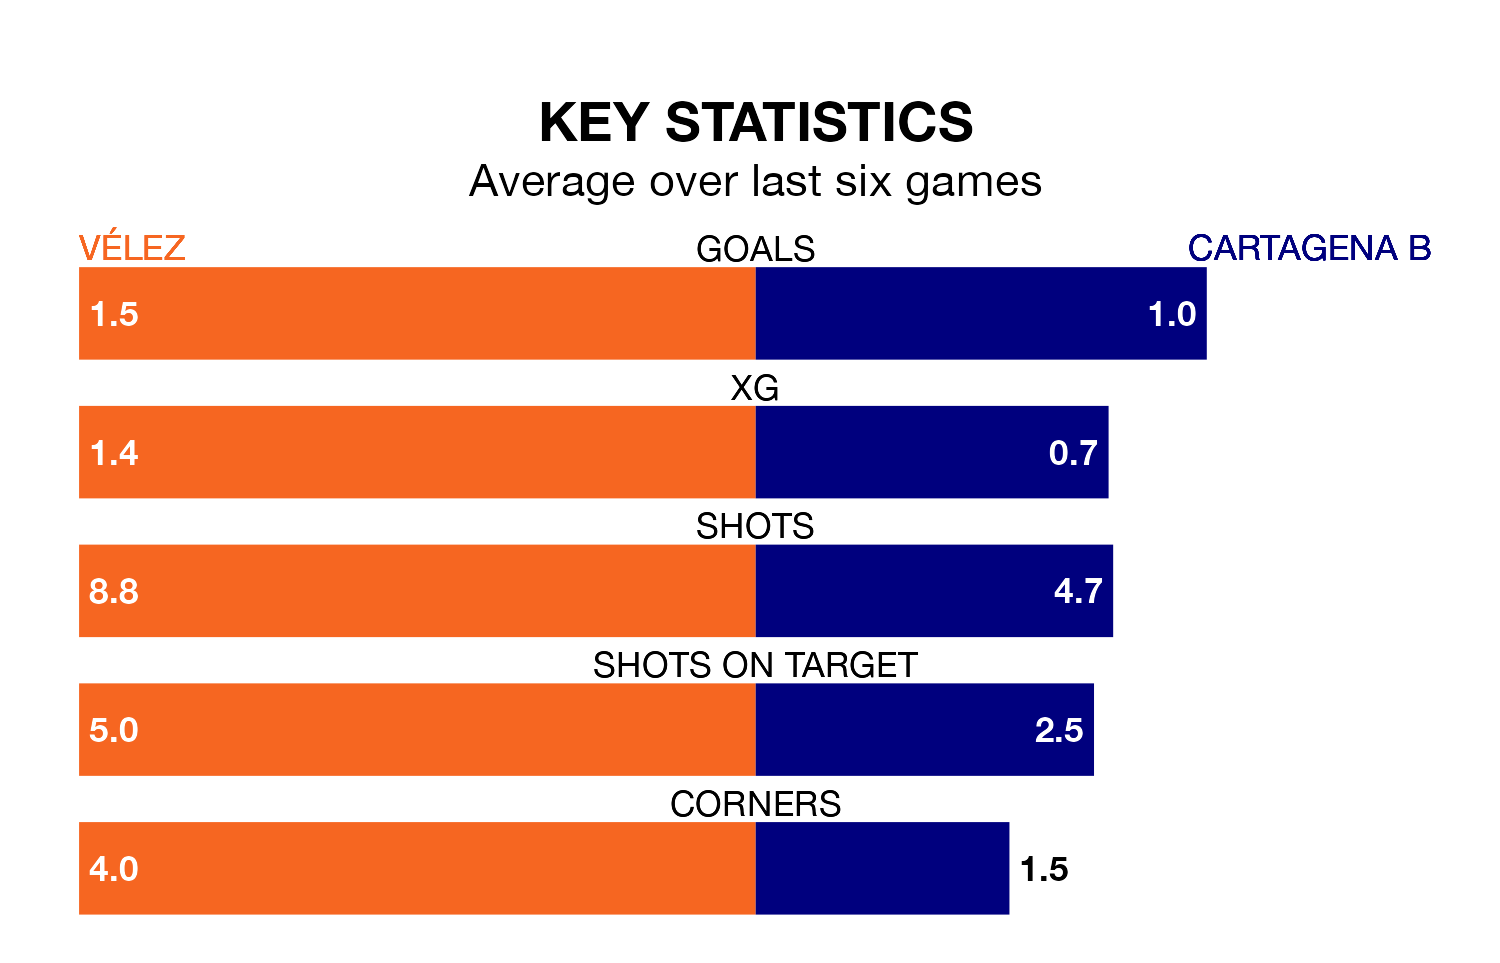 KEY STATISTICS
Average over last six games
VÉLEZ GOALS CARTAGENA B
1.5 1.0
XG
1.4 0.7
SHOTS
8.8 4.7
SHOTS ON TARGET
5.0 2.5
CORNERS
4.0 1.5